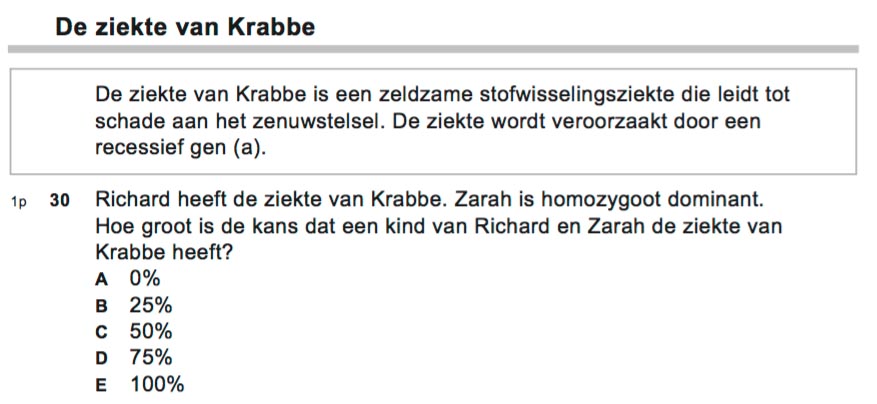 De ziekte van Krabbe
De ziekte van Krabbe is een zeldzame stofwisselingsziekte die leidt tot
schade aan het zenuwstelsel. De ziekte wordt veroorzaakt door een
recessief gen (a).
1p 30 Richard heeft de ziekte van Krabbe. Zarah is homozygoot dominant.
Hoe groot is de kans dat een kind van Richard en Zarah de ziekte van
Krabbe heeft?
A 0%
B 25%
C 50%
D 75%
E 100%